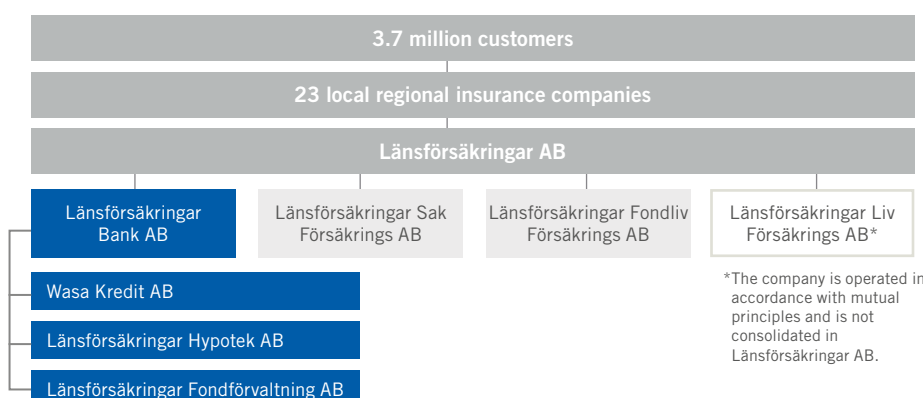 3.7 million customers
23 local regional insurance companies
Länsförsäkringar AB
Länsförsäkringar
Bank AB
Länsförsäkringar Sak
Försäkrings AB
Länsförsäkringar Fondliv
Försäkrings AB
Länsförsäkringar Liv
Försäkrings AB*
Wasa Kredit AB
Länsförsäkringar Hypotek AB
Länsförsäkringar Fondförvaltning AB
*The company is operated in
accordance with mutual
principles and is not
consolidated in
Länsförsäkringar AB.